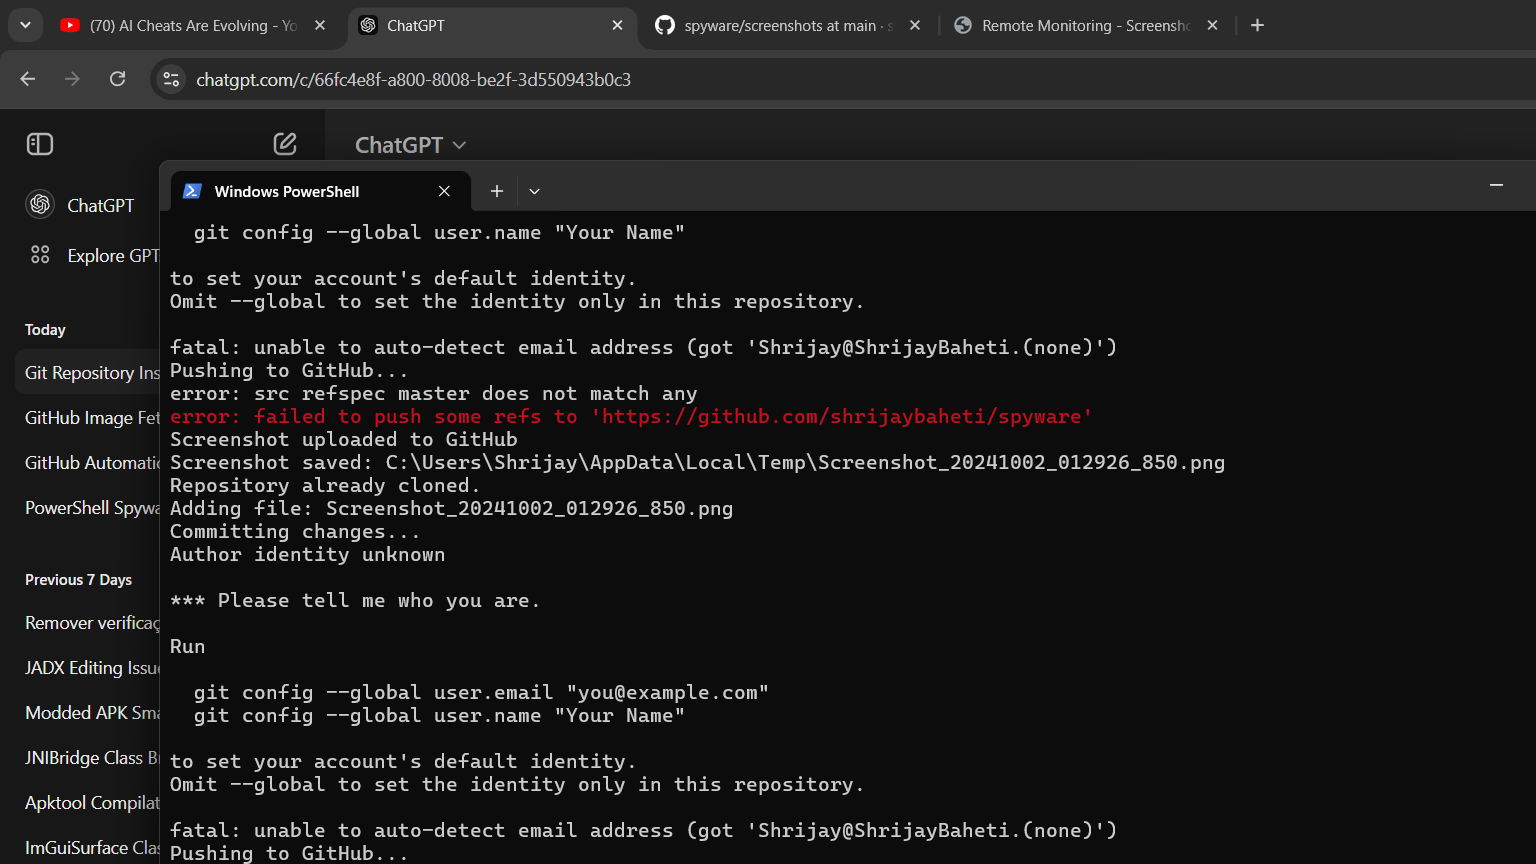 (70) AI Cheats Are Evolving - Yo
ChatGPT
spyware/screenshots at main · s
Remote Monitoring - Screensho
chatgpt.com/c/66fc4e8f-a800-8008-be2f-3d550943b0c3
ChatGPT
Windows PowerShell
ChatGPT
Explore GPT
Today
Git Repository Ins
GitHub Image Fet
GitHub Automatic
PowerShell Spywa
Previous 7 Days
Remover verificaç
JADX Editing Issue
Modded APK Sma
JNIBridge Class B
Apktool Compilat
ImGuiSurface Clas
git config --global user.name "Your Name"
to set your account's default identity.
Omit --global to set the identity only in this repository.
fatal: unable to auto-detect email address (got 'Shrijay@ShrijayBaheti.(none)')
Pushing to GitHub...
error: src refspec master does not match any
error: failed to push some refs to 'https://github.com/shrijaybaheti/spyware'
Screenshot uploaded to GitHub
Screenshot saved: C:\Users\Shrijay\AppData\Local\Temp\Screenshot_20241002_012926_850.png
Repository already cloned.
Adding file: Screenshot_20241002_012926_850.png
Committing changes...
Author identity unknown
*** Please tell me who you are.
Run
git config --global user.email "you@example.com"
git config --global user.name "Your Name"
to set your account's default identity.
Omit --global to set the identity only in this repository.
fatal: unable to auto-detect email address (got 'Shrijay@ShrijayBaheti.(none)')
Pushing to GitHub...